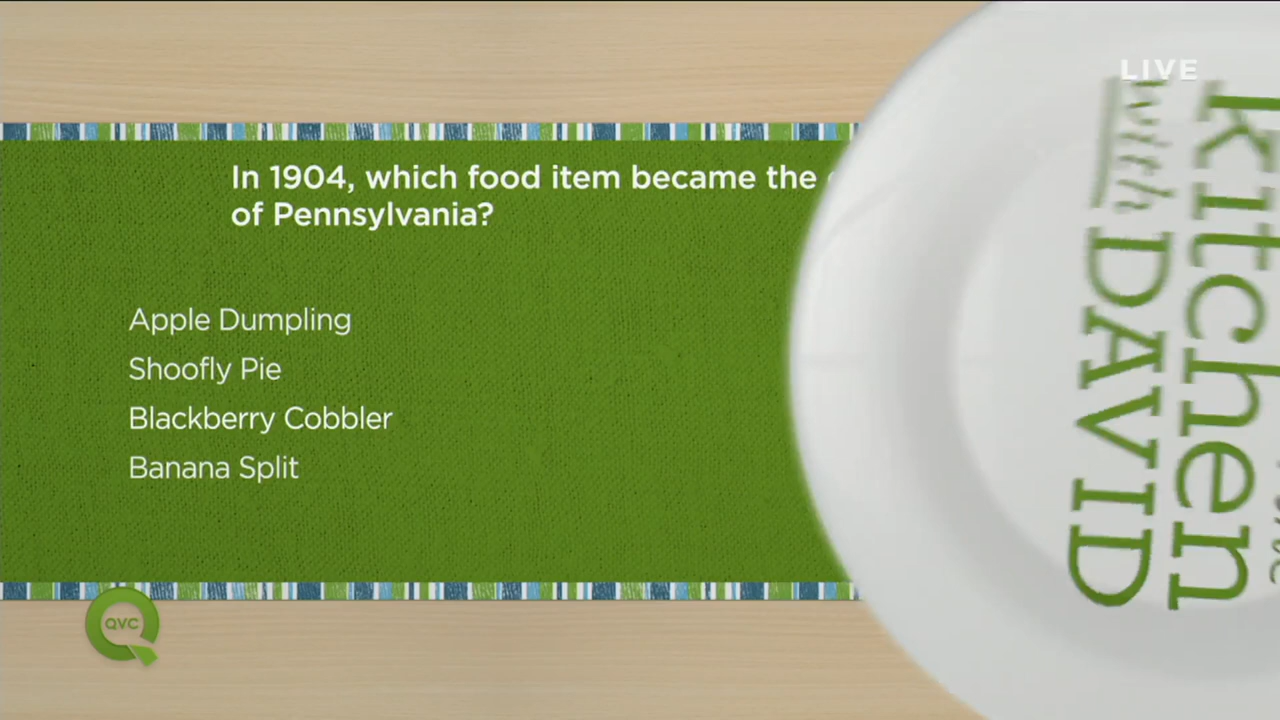 LIVE
In 1904, which food item became the
of Pennsylvania?
Apple Dumpling
Shoofly Pie
Blackberry Cobbler
Banana Split
QVC
kitchen
with DAVID